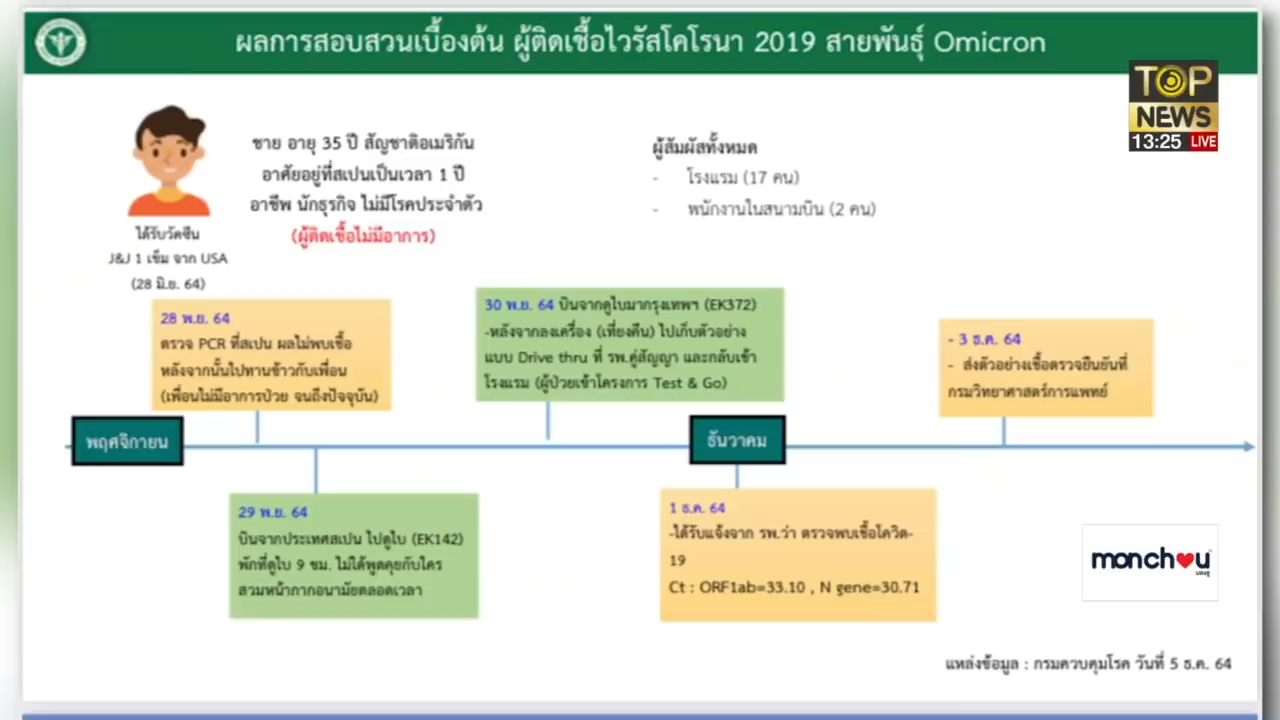 ผลการสอบสวนเบื้องต้น ผู้ติดเชื้อไวรัสโคโรนา 2019 สายพันธุ์ Omicron
TOP
NEWS
13:25 LIVE
ชาย อายุ 35 ปี สัญชาติอเมริกัน
อาศัยอยู่ที่สเปนเป็นเวลา 1 ปี
อาชีพ นักธุรกิจ ไม่มีโรคประจำตัว
(ผู้ติดเชื้อไม่มีอาการ)
ผู้สัมผัสทั้งหมด
- โรงแรม (17 คน)
- พนักงานในสนามบิน (2 คน)
ได้รับวัคซีน
J&J 1 เข็ม จาก USA
(28 มิ.ย. 64)
28 พ.ย. 64
ตรวจ PCR ที่สเปน ผลไม่พบเชื้อ
หลังจากนั้นไปทานข้าวกับเพื่อน
(เพื่อนไม่มีอาการป่วย จนถึงปัจจุบัน)
30 พ.ย. 64 บินจากดูไบมากรุงเทพฯ (EK372)
-หลังจากลงเครื่อง (เที่ยงคืน) ไปเก็บตัวอย่าง
แบบ Drive thru ที่ รพ.คู่สัญญา และกลับเข้า
โรงแรม (ผู้ป่วยเข้าโครงการ Test & Go)
- 3 ธ.ค. 64
- ส่งตัวอย่างเชื้อตรวจยืนยันที่
กรมวิทยาศาสตร์การแพทย์
พฤศจิกายน
ธันวาคม
29 พ.ย. 64
บินจากประเทศสเปน ไปดูไบ (EK142)
พักที่ดูไบ 9 ชม. ไม่ได้พูดคุยกับใคร
สวมหน้ากากอนามัยตลอดเวลา
1 ธ.ค. 64
-ได้รับแจ้งจาก รพ.ว่า ตรวจพบเชื้อโควิด-
19
Ct : ORF1ab=33.10 , N gene=30.71
monch♥u
มองชู
แหล่งข้อมูล : กรมควบคุมโรค วันที่ 5 ธ.ค. 64